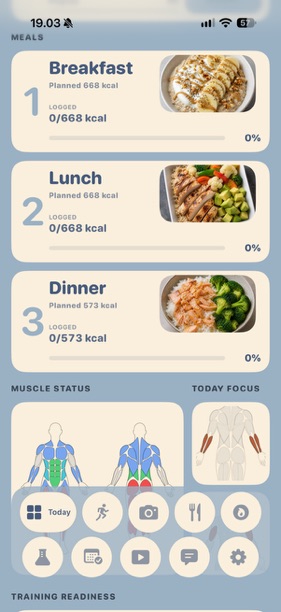 19.03
57
MEALS
1
Breakfast
Planned 668 kcal
LOGGED
0/668 kcal
0%
2
Lunch
Planned 668 kcal
LOGGED
0/668 kcal
0%
3
Dinner
Planned 573 kcal
LOGGED
0/573 kcal
0%
MUSCLE STATUS
TODAY FOCUS
Today
TRAINING READINESS